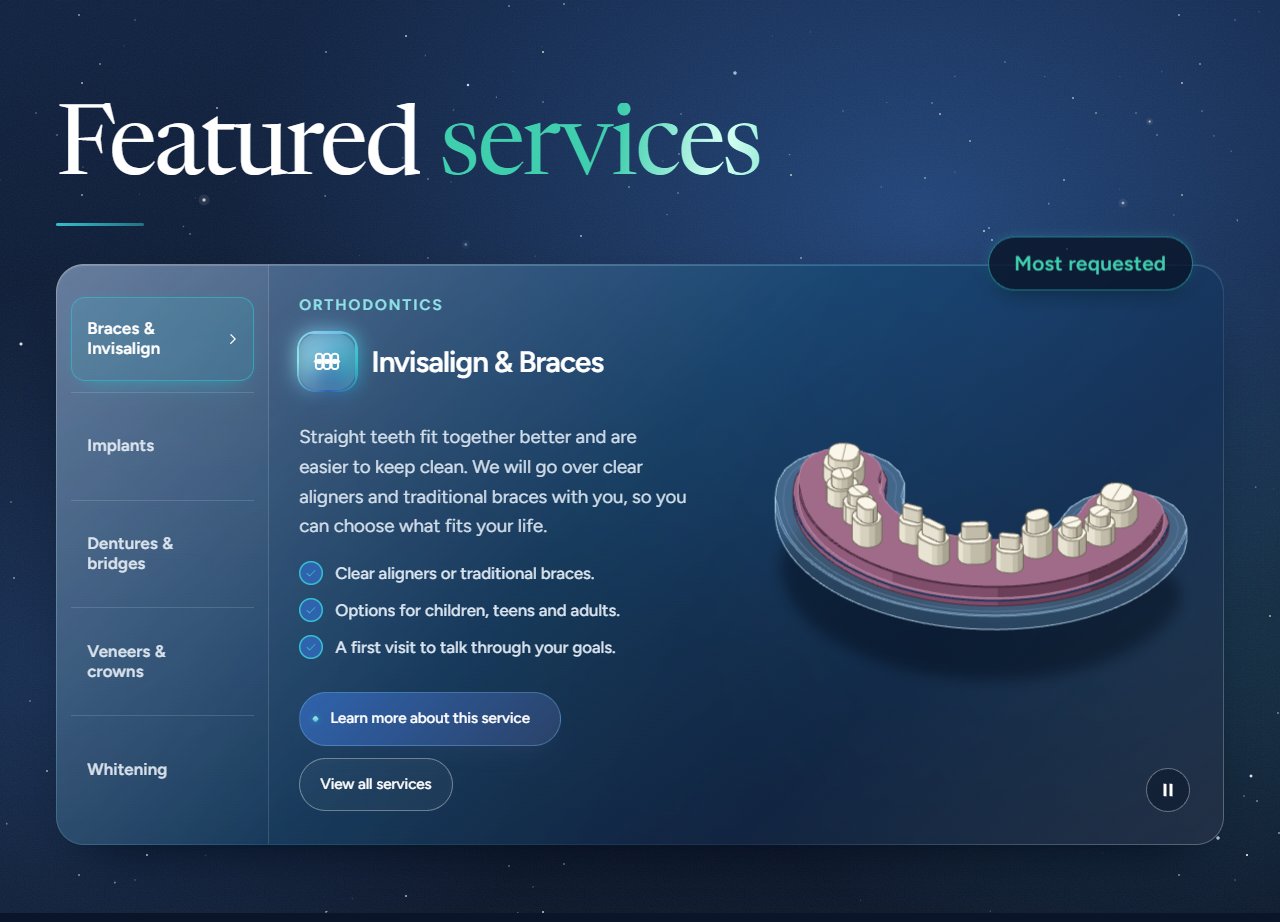 Featured services
Most requested
Braces &
Invisalign
Implants
Dentures &
bridges
Veneers &
crowns
Whitening
ORTHODONTICS
Invisalign & Braces
Straight teeth fit together better and are
easier to keep clean. We will go over clear
aligners and traditional braces with you, so you
can choose what fits your life.
Clear aligners or traditional braces.
Options for children, teens and adults.
A first visit to talk through your goals.
Learn more about this service
View all services